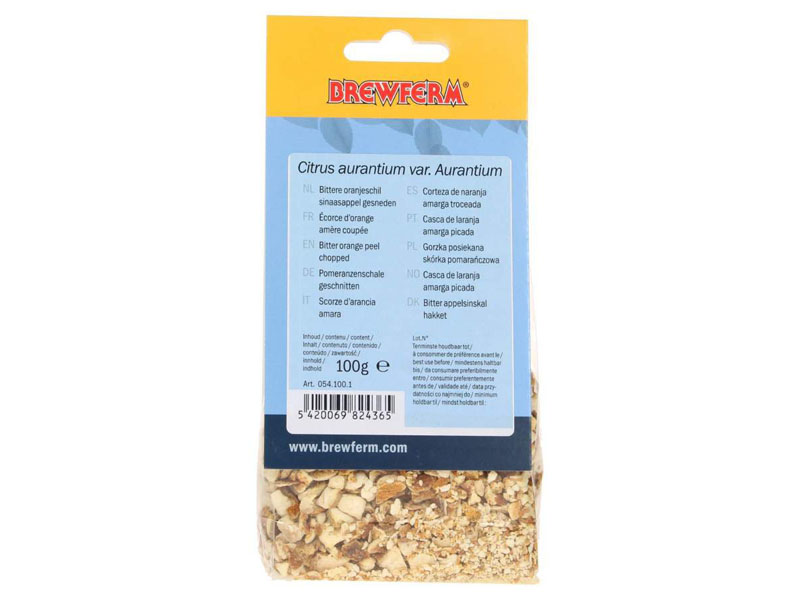 BREWFERM®
Citrus aurantium var. Aurantium
NL Bittere oranjeschil
sinaasappel gesneden
FR Écorce d'orange
amère coupée
EN Bitter orange peel
chopped
DE Pomeranzenschale
geschnitten
IT Scorze d'arancia
amara
ES Corteza de naranja
amarga troceada
PT Casca de laranja
amarga picada
PL Gorzka posiekana
skórka pomarańczowa
NO Casca de laranja
amarga picada
DK Bitter appelsinskal
hakket
Inhoud / contenu / content /
Inhalt / contenuto / contenido /
conteúdo / zawartość /
innhold /
indhold
100g ℮
Art. 054.100.1
5 420069 824365
Lot.N°
Tenminste houdbaar tot /
à consommer de préférence avant le /
best use before / mindestens haltbar
bis / da consumare preferibilmente
entro / consumir preferentemente
antes de / validade até / data przy-
datności co najmniej do / minimum
holdbar til / mindst holdbar til :
www.brewferm.com